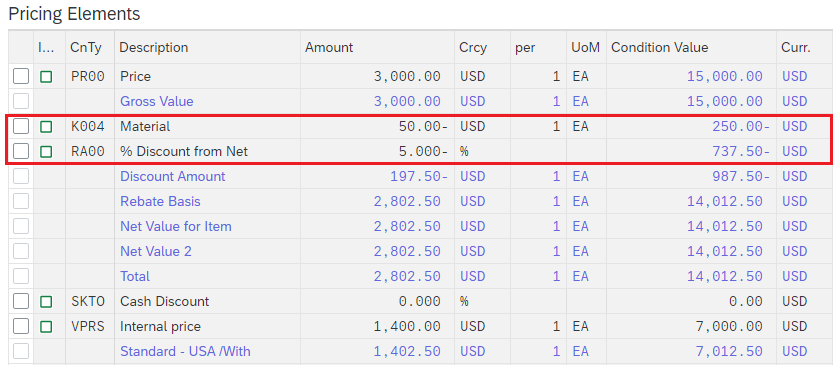 Pricing Elements
I... CnTy Description Amount Crcy per UoM Condition Value Curr.
PR00 Price 3,000.00 USD 1 EA 15,000.00 USD
Gross Value 3,000.00 USD 1 EA 15,000.00 USD
K004 Material 50.00- USD 1 EA 250.00- USD
RA00 % Discount from Net 5.000- % 737.50- USD
Discount Amount 197.50- USD 1 EA 987.50- USD
Rebate Basis 2,802.50 USD 1 EA 14,012.50 USD
Net Value for Item 2,802.50 USD 1 EA 14,012.50 USD
Net Value 2 2,802.50 USD 1 EA 14,012.50 USD
Total 2,802.50 USD 1 EA 14,012.50 USD
SKTO Cash Discount 0.000 % 0.00 USD
VPRS Internal price 1,400.00 USD 1 EA 7,000.00 USD
Standard - USA /With 1,402.50 USD 1 EA 7,012.50 USD